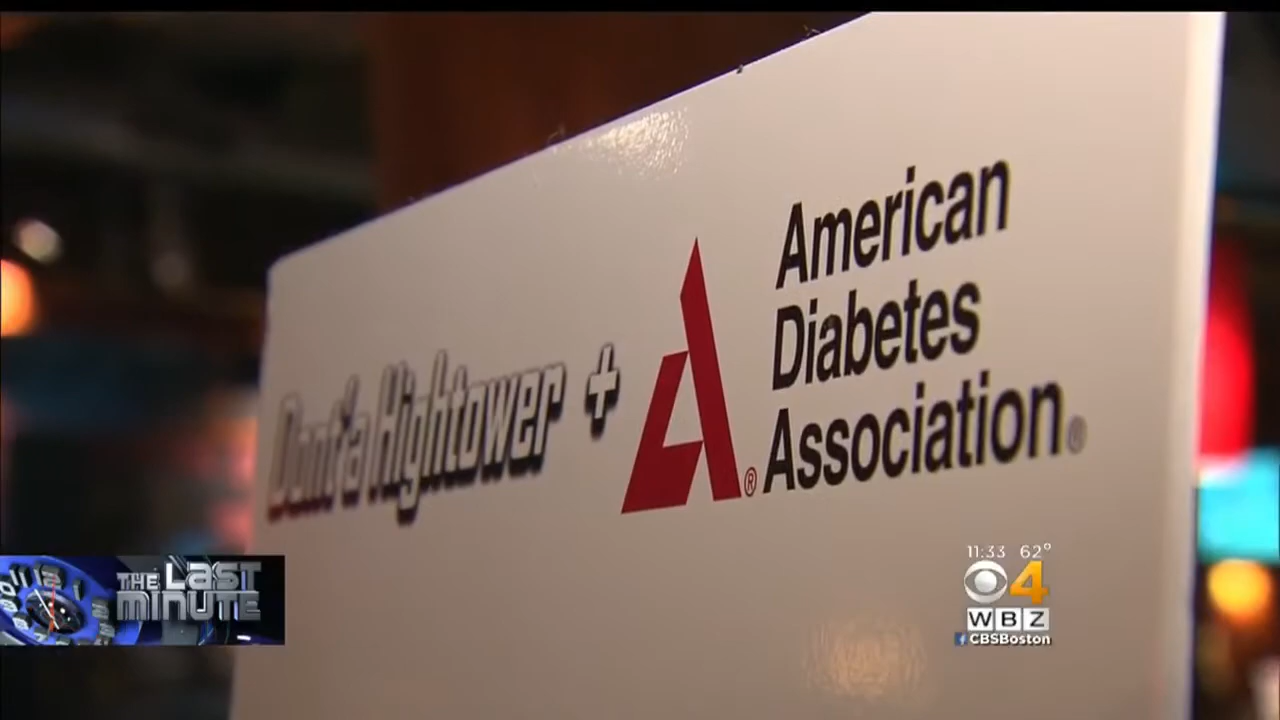 Dont'a Hightower +
American
Diabetes
Association®
THE LAST
MINUTE
11:33 62°
4
WBZ
CBSBoston